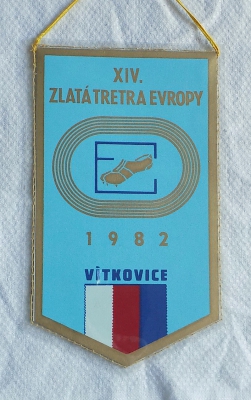 XIV.
ZLATÁ TRETRA EVROPY
1982
VÍTKOVICE